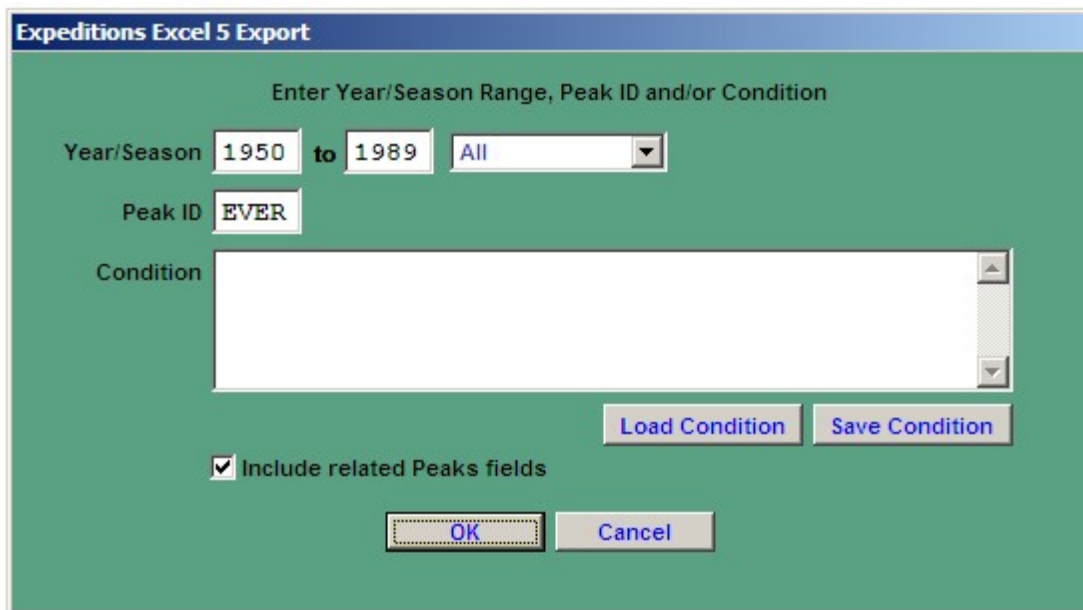 Expeditions Excel 5 Export
Enter Year/Season Range, Peak ID and/or Condition
Year/Season 1950 to 1989 All
Peak ID EVER
Condition
Load Condition Save Condition
Include related Peaks fields
OK Cancel